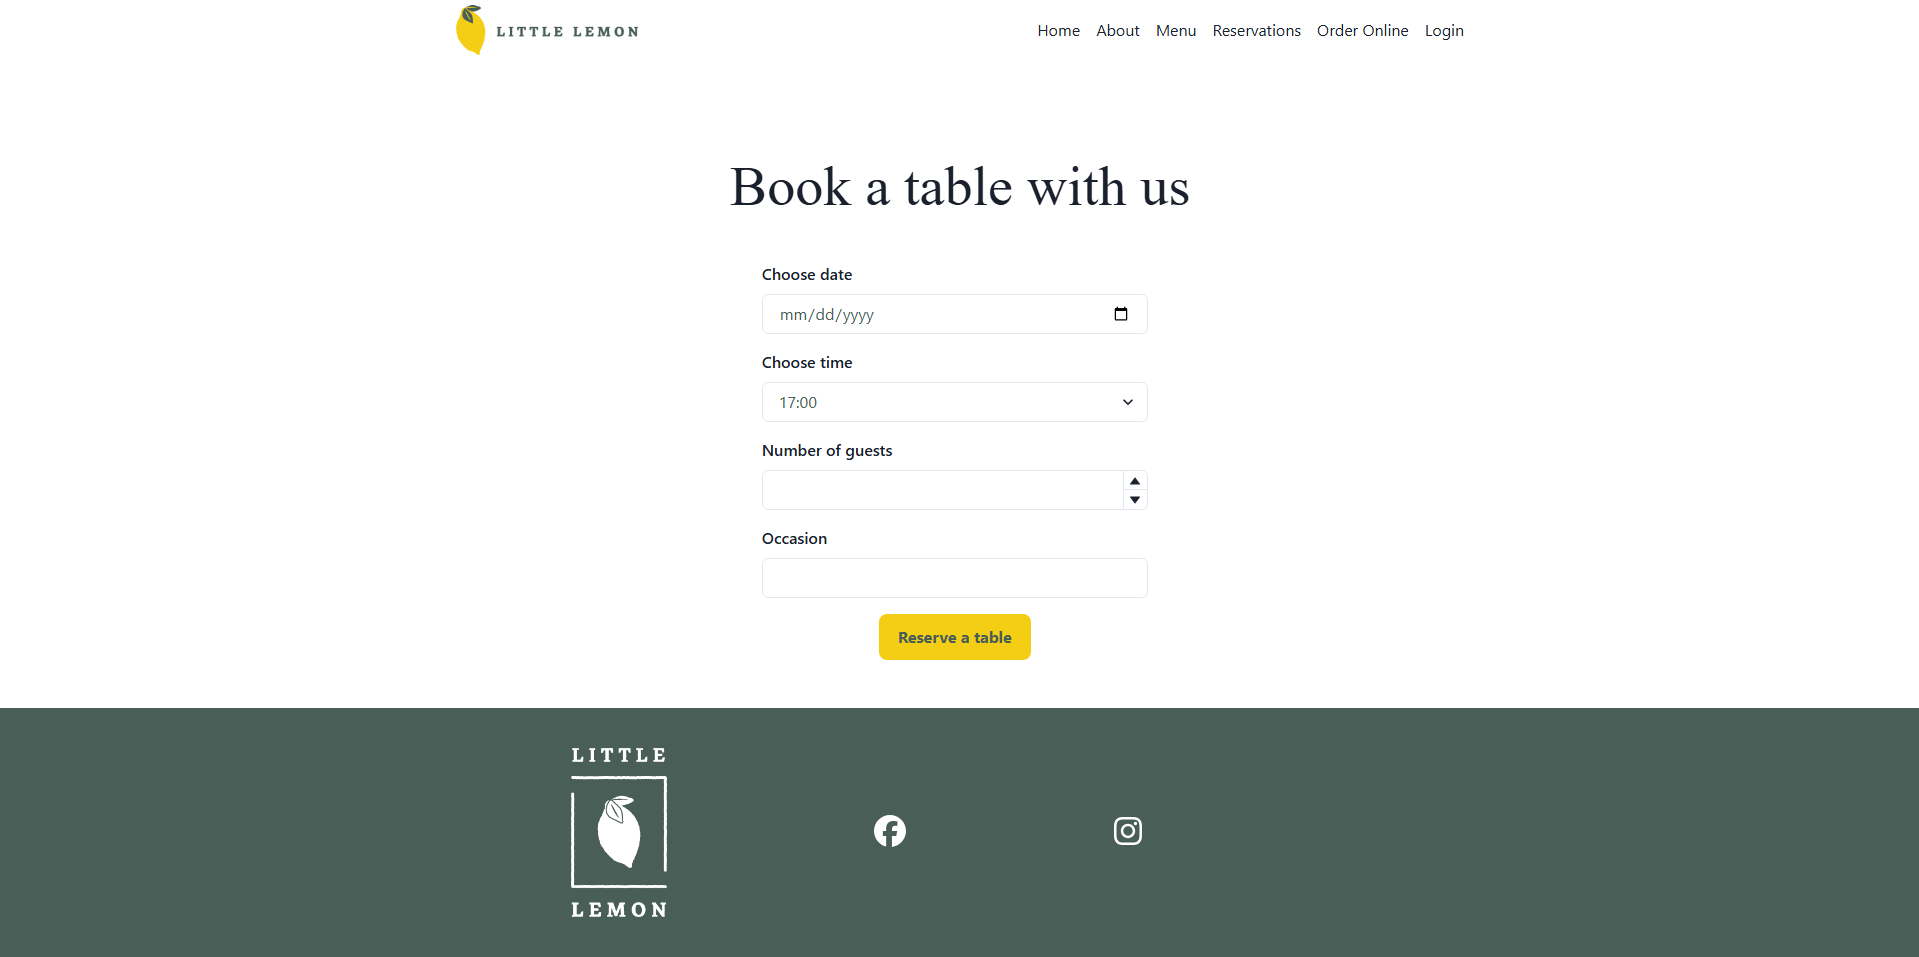 LITTLE LEMON
Home About Menu Reservations Order Online Login
Book a table with us
Choose date
mm/dd/yyyy
Choose time
17:00
Number of guests
Occasion
Reserve a table
LITTLE
LEMON